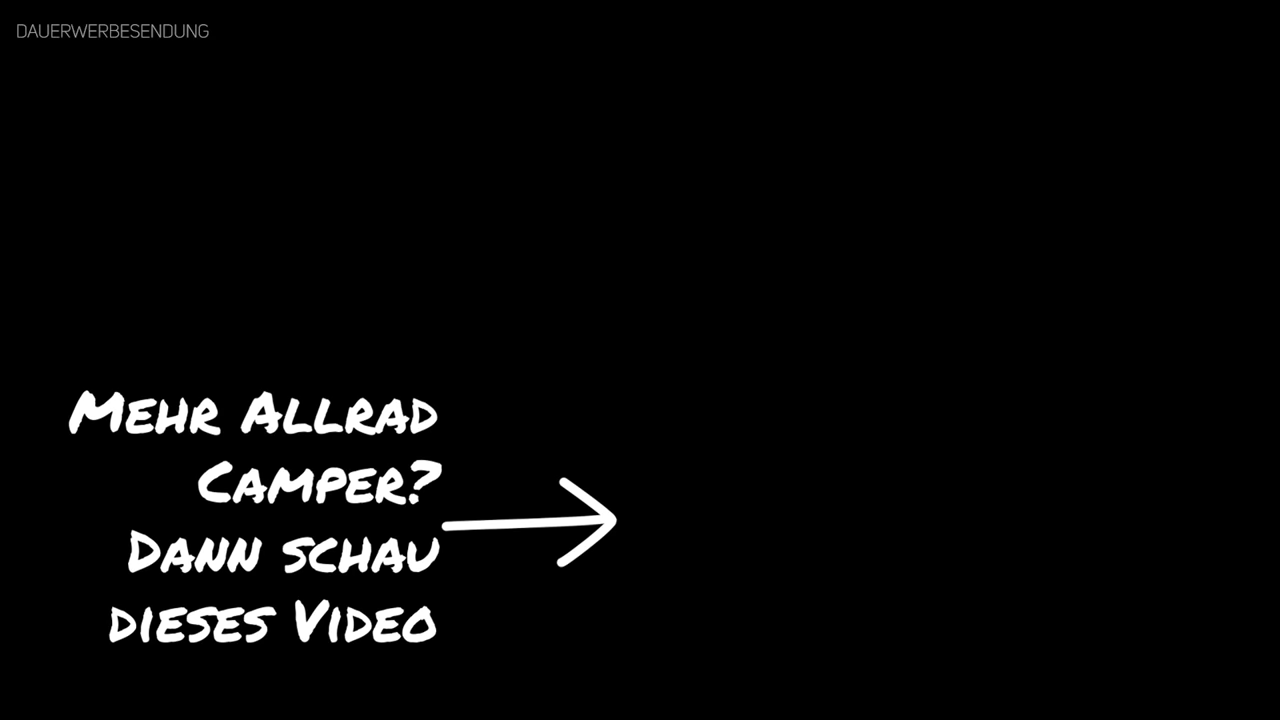 DAUERWERBESENDUNG
MEHR ALLRAD
CAMPER?
DANN SCHAU
DIESES VIDEO